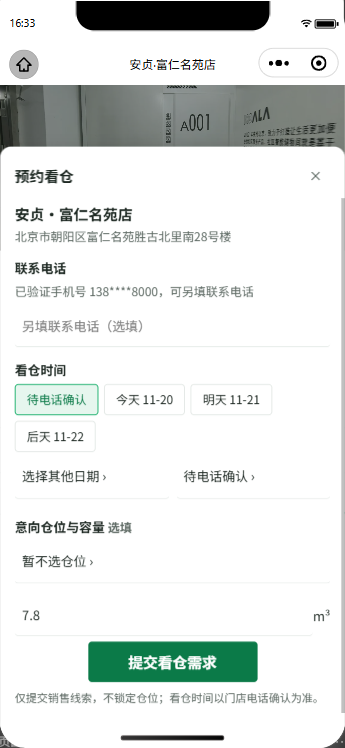 16:33
安贞·富仁名苑店
A001
预约看仓
安贞·富仁名苑店
北京市朝阳区富仁名苑胜古北里南28号楼
联系电话
已验证手机号 138****8000，可另填联系电话
另填联系电话（选填）
看仓时间
待电话确认 今天 11-20 明天 11-21
后天 11-22
选择其他日期 › 待电话确认 ›
意向仓位与容量 选填
暂不选仓位 ›
7.8 m³
提交看仓需求
仅提交销售线索，不锁定仓位；看仓时间以门店电话确认为准。